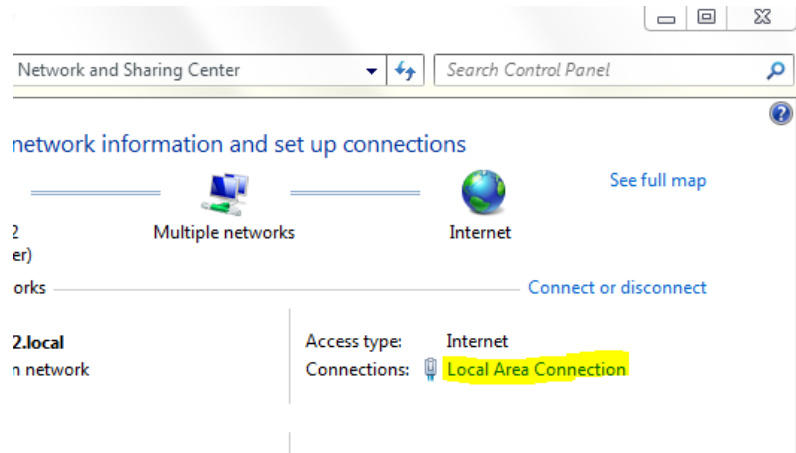 Network and Sharing Center Search Control Panel
network information and set up connections
See full map
2 Multiple networks Internet
er)
orks Connect or disconnect
2.local Access type: Internet
n network Connections: Local Area Connection